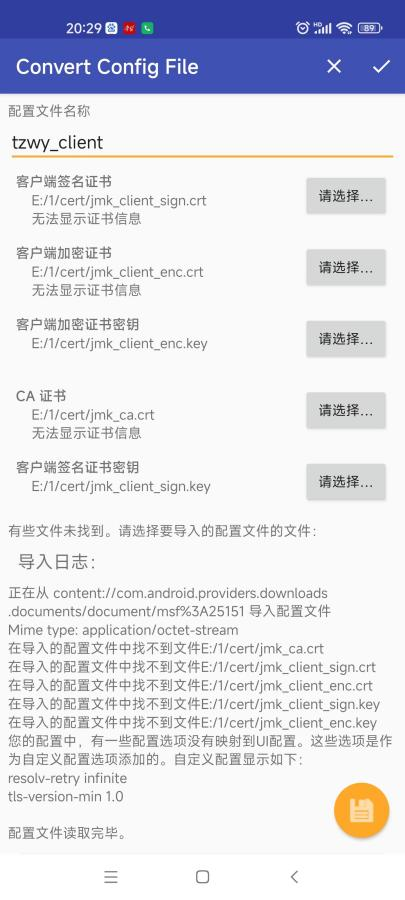 20:29 HD 89
Convert Config File
配置文件名称
tzwy_client
客户端签名证书
E:/1/cert/jmk_client_sign.crt
无法显示证书信息
请选择...
客户端加密证书
E:/1/cert/jmk_client_enc.crt
无法显示证书信息
请选择...
客户端加密证书密钥
E:/1/cert/jmk_client_enc.key
请选择...
CA 证书
E:/1/cert/jmk_ca.crt
无法显示证书信息
请选择...
客户端签名证书密钥
E:/1/cert/jmk_client_sign.key
请选择...
有些文件未找到。请选择要导入的配置文件的文件：
导入日志：
正在从 content://com.android.providers.downloads
.documents/document/msf%3A25151 导入配置文件
Mime type: application/octet-stream
在导入的配置文件中找不到文件E:/1/cert/jmk_ca.crt
在导入的配置文件中找不到文件E:/1/cert/jmk_client_sign.crt
在导入的配置文件中找不到文件E:/1/cert/jmk_client_enc.crt
在导入的配置文件中找不到文件E:/1/cert/jmk_client_sign.key
在导入的配置文件中找不到文件E:/1/cert/jmk_client_enc.key
您的配置中，有一些配置选项没有映射到UI配置。这些选项是作
为自定义配置选项添加的。自定义配置显示如下：
resolv-retry infinite
tls-version-min 1.0
配置文件读取完毕。